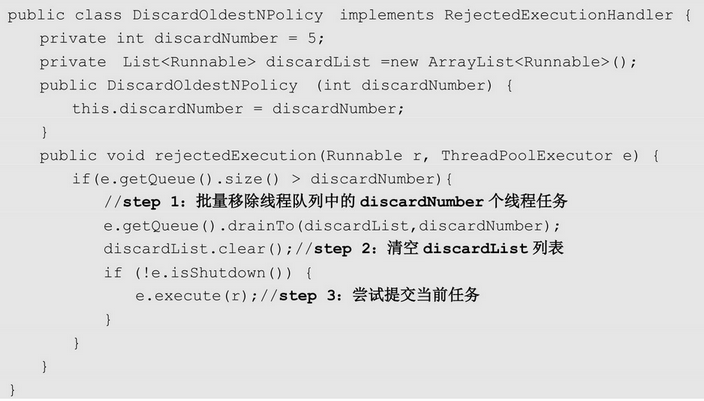 public class DiscardOldestNPolicy implements RejectedExecutionHandler {
private int discardNumber = 5;
private List<Runnable> discardList =new ArrayList<Runnable>();
public DiscardOldestNPolicy (int discardNumber) {
this.discardNumber = discardNumber;
}
public void rejectedExecution(Runnable r, ThreadPoolExecutor e) {
if(e.getQueue().size() > discardNumber){
//step 1：批量移除线程队列中的 discardNumber 个线程任务
e.getQueue().drainTo(discardList,discardNumber);
discardList.clear();//step 2：清空 discardList 列表
if (!e.isShutdown()) {
e.execute(r);//step 3：尝试提交当前任务
}
}
}
}